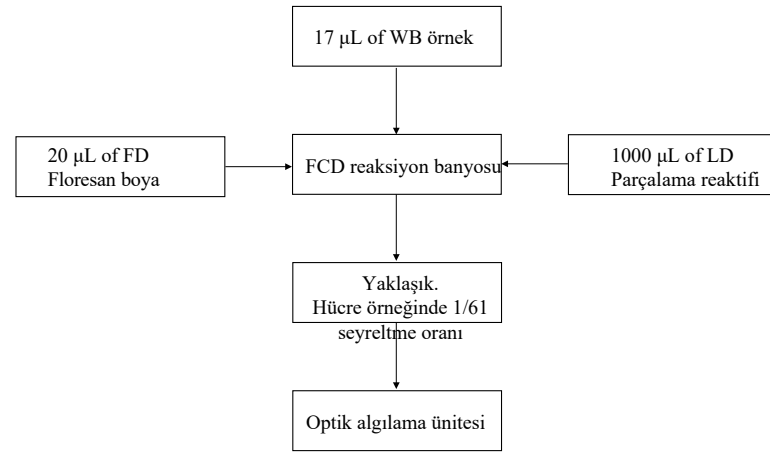 17 µL of WB örnek
20 µL of FD
Floresan boya
FCD reaksiyon banyosu
1000 µL of LD
Parçalama reaktifi
Yaklaşık.
Hücre örneğinde 1/61
seyreltme oranı
Optik algılama ünitesi